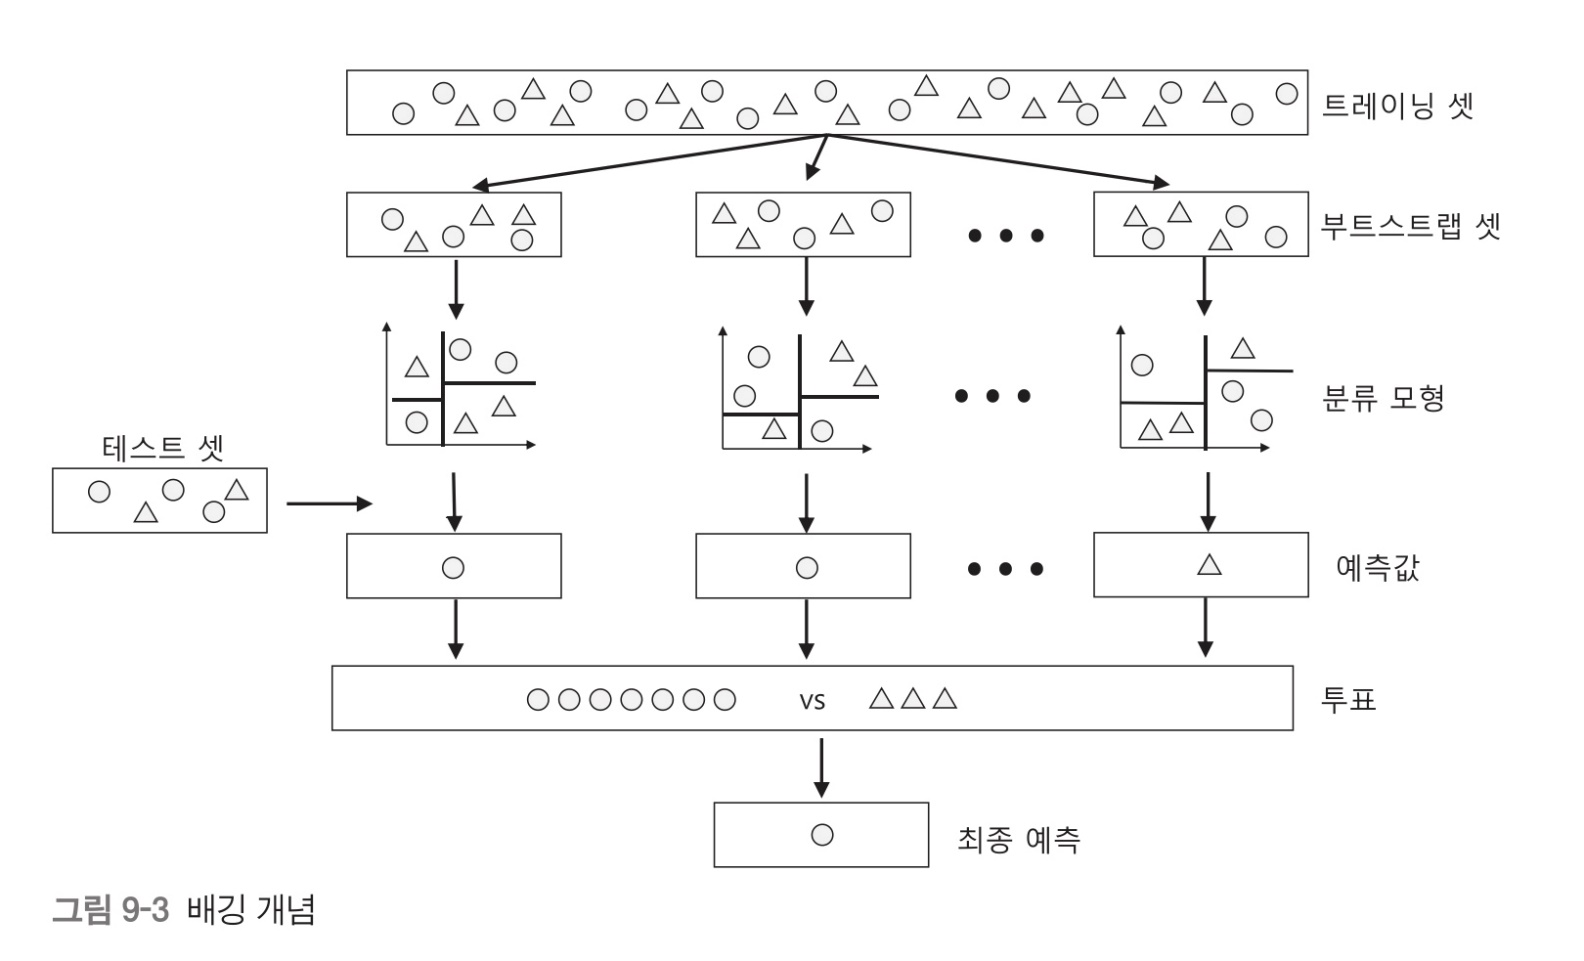 트레이닝 셋
부트스트랩 셋
분류 모형
테스트 셋
예측값
vs
투표
최종 예측
그림 9-3 배깅 개념